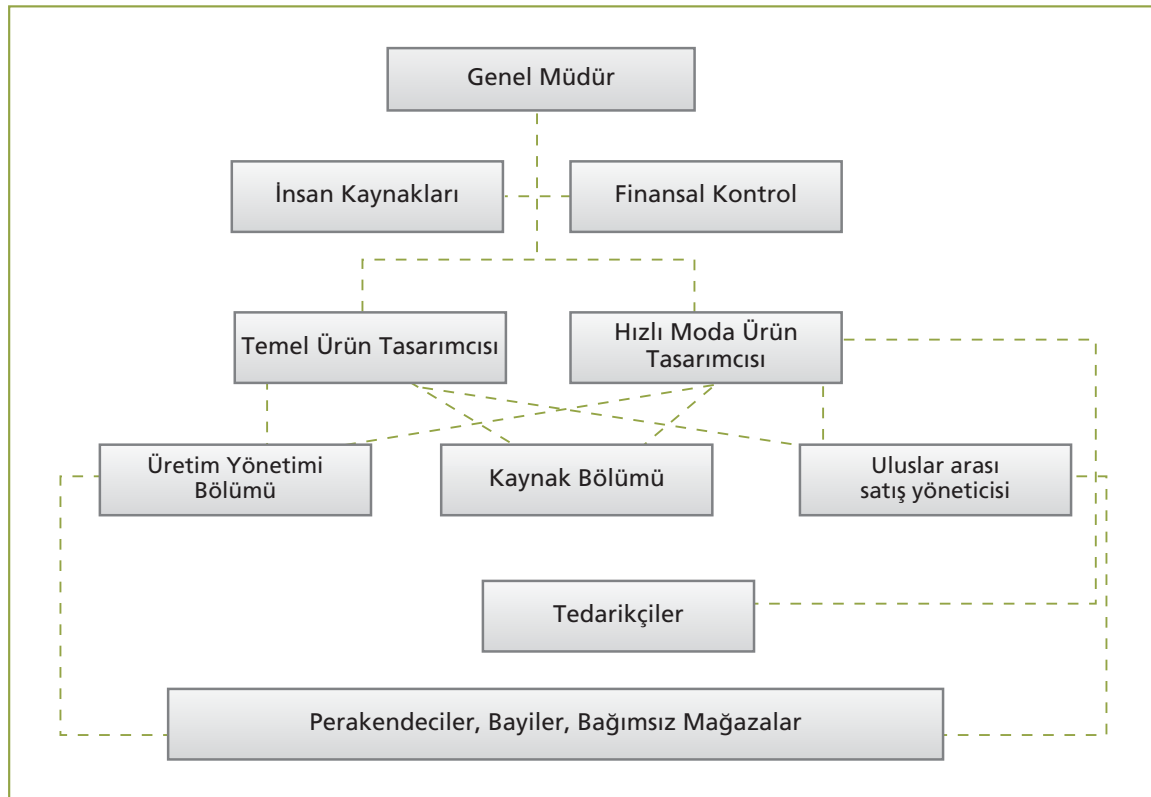 Genel Müdür
İnsan Kaynakları
Finansal Kontrol
Temel Ürün Tasarımcısı
Hızlı Moda Ürün
Tasarımcısı
Üretim Yönetimi
Bölümü
Kaynak Bölümü
Uluslar arası
satış yöneticisi
Tedarikçiler
Perakendeciler, Bayiler, Bağımsız Mağazalar